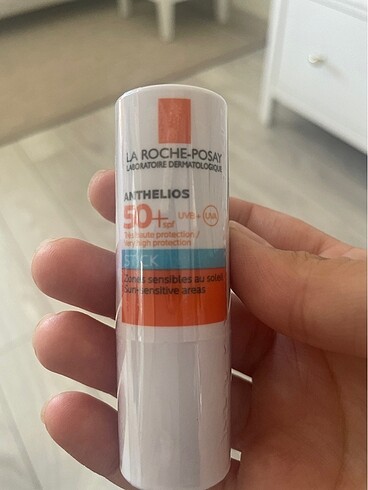 LA ROCHE-POSAY
LABORATOIRE DERMATOLOGIQUE
ANTHELIOS
50+ spf UVB + UVA
Très haute protection /
Very high protection
STICK
Zones sensibles au soleil
Sun-sensitive areas